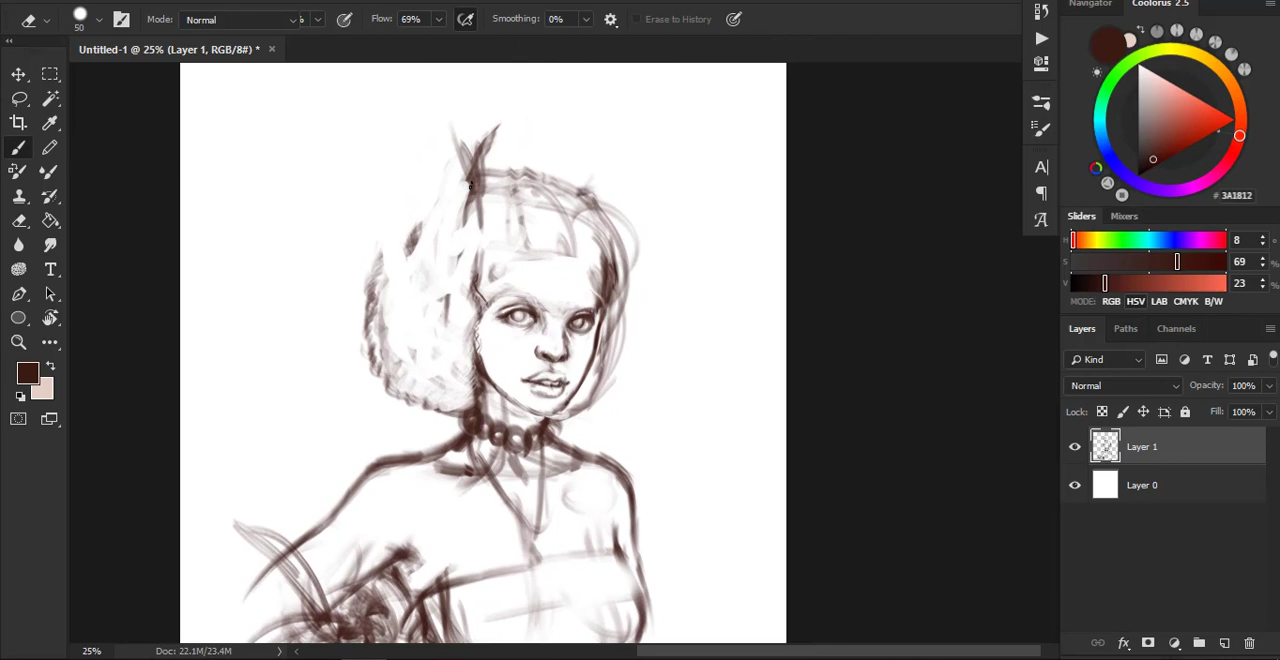 50
Mode: Normal
%
Flow: 69%
Smoothing: 0%
Erase to History
Navigator
Coolorus 2.5
Untitled-1 @ 25% (Layer 1, RGB/8#) *
# 3A1812
Sliders
Mixers
H
8
°
S
69
%
V
23
%
MODE: RGB HSV LAB CMYK B/W
Layers
Paths
Channels
Kind
Normal
Opacity: 100%
Lock:
Fill: 100%
Layer 1
Layer 0
25%
Doc: 22.1M/23.4M